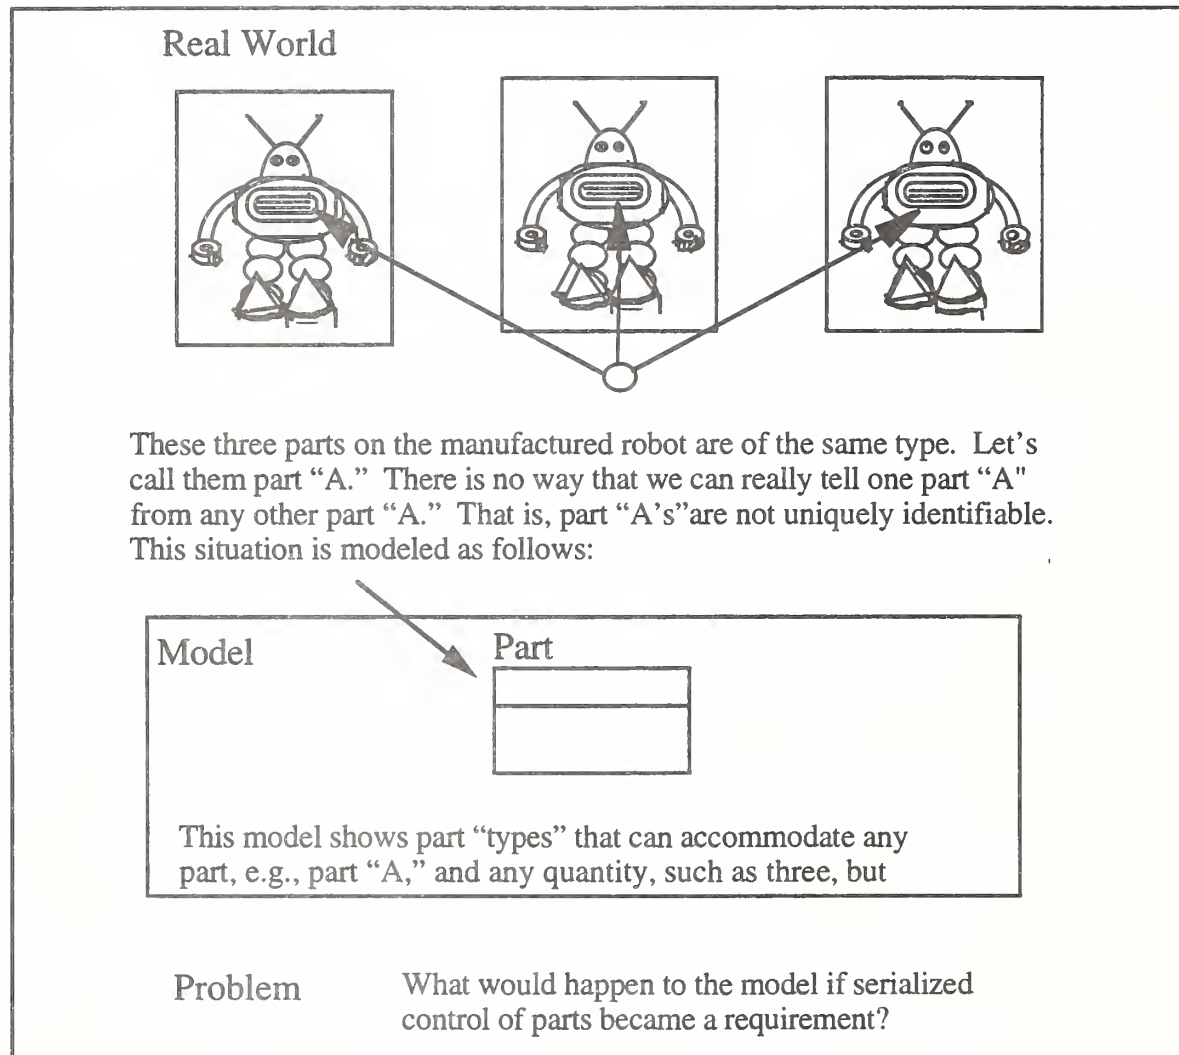 Real World
These three parts on the manufactured robot are of the same type. Let's
call them part “A.” There is no way that we can really tell one part “A"
from any other part “A.” That is, part “A's”are not uniquely identifiable.
This situation is modeled as follows:
Model
Part
This model shows part “types” that can accommodate any
part, e.g., part “A,” and any quantity, such as three, but
Problem
What would happen to the model if serialized
control of parts became a requirement?